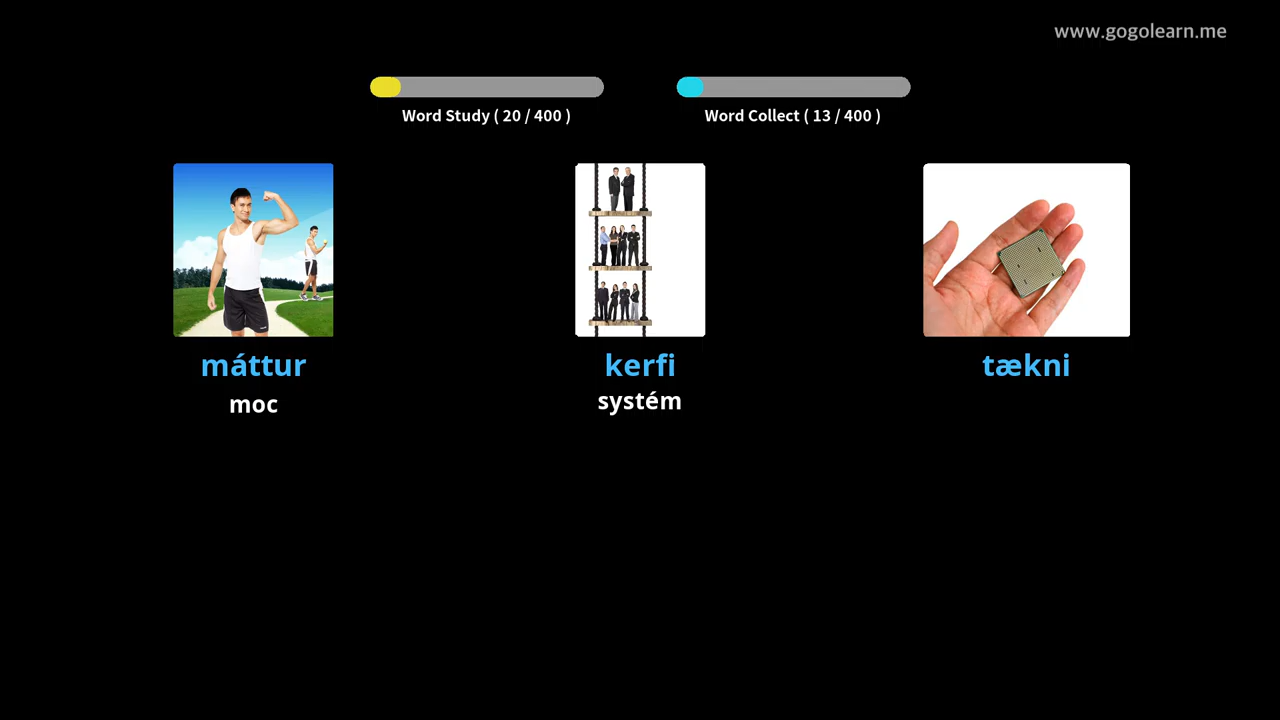 www.gogolearn.me
Word Study ( 20 / 400 )
Word Collect ( 13 / 400 )
máttur
kerfi
tækni
moc
systém